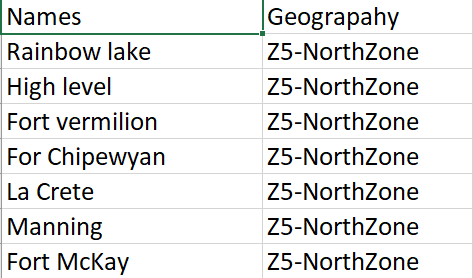 Names Geograpahy
Rainbow lake Z5-NorthZone
High level Z5-NorthZone
Fort vermilion Z5-NorthZone
For Chipewyan Z5-NorthZone
La Crete Z5-NorthZone
Manning Z5-NorthZone
Fort McKay Z5-NorthZone